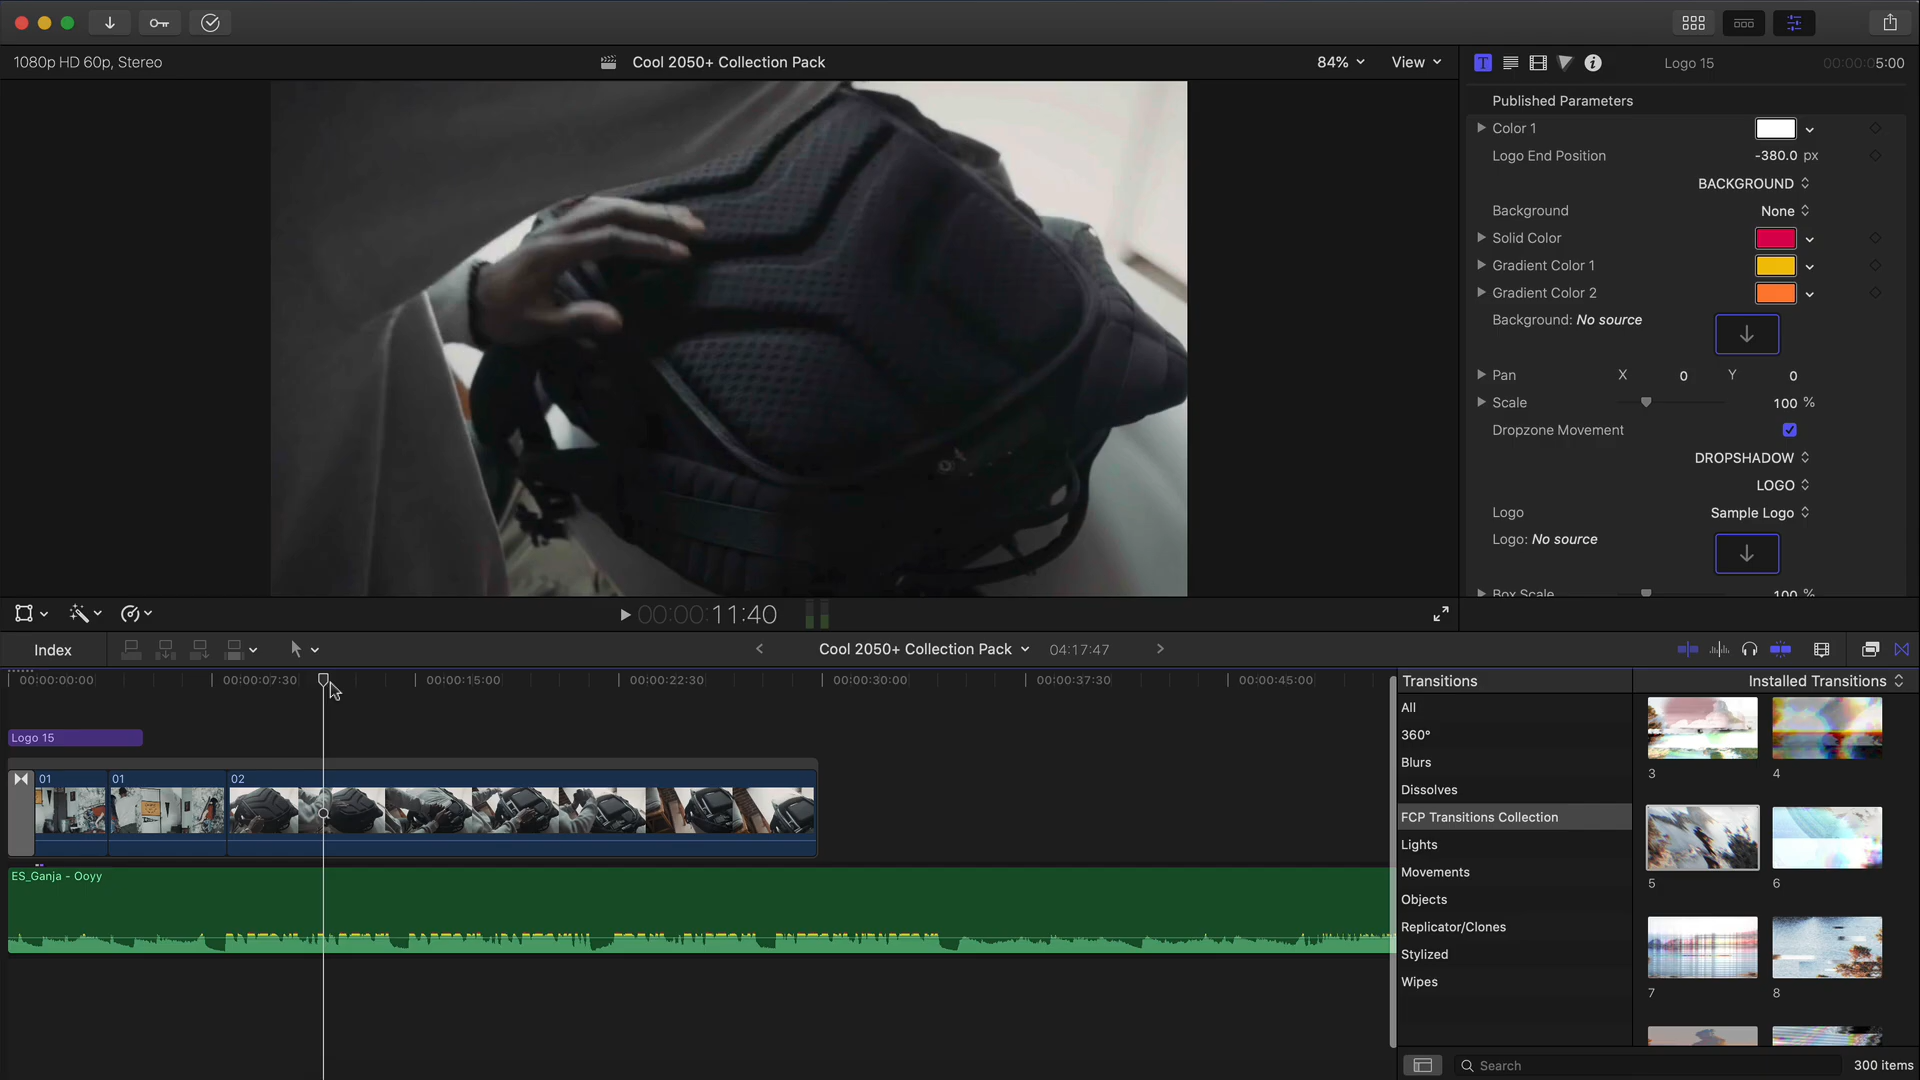 1080p HD 60p, Stereo
Cool 2050+ Collection Pack
84%
View
T
i
Logo 15
00:00:05:00
Published Parameters
Color 1
Logo End Position
-380.0 px
BACKGROUND
Background
None
Solid Color
Gradient Color 1
Gradient Color 2
Background: No source
Pan
X
0
Y
0
Scale
100 %
Dropzone Movement
DROPSHADOW
LOGO
Logo
Sample Logo
Logo: No source
Box Scale
100 %
00:00:11:40
Index
Cool 2050+ Collection Pack
04:17:47
00:00:00:00
00:00:07:30
00:00:15:00
00:00:22:30
00:00:30:00
00:00:37:30
00:00:45:00
Logo 15
01
01
02
ES_Ganja - Ooyy
Transitions
Installed Transitions
All
360°
Blurs
Dissolves
FCP Transitions Collection
Lights
Movements
Objects
Replicator/Clones
Stylized
Wipes
3
4
5
6
7
8
Search
300 items